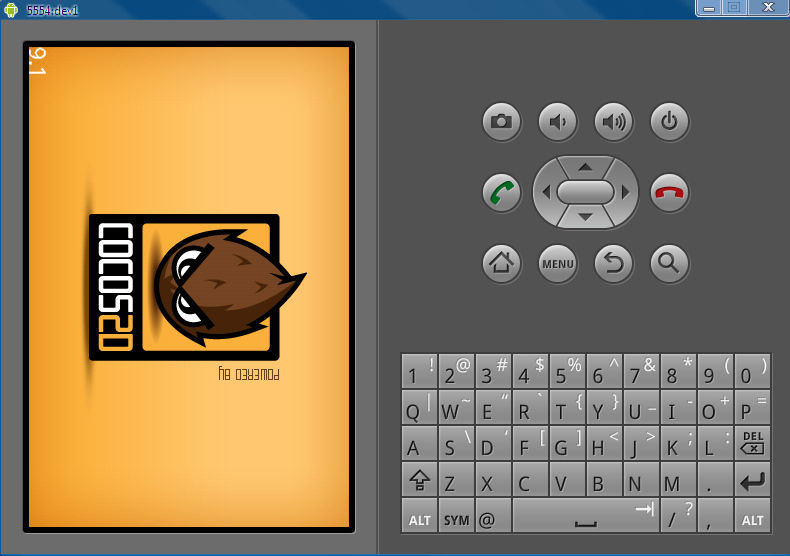 5554:dev1
9.1
COCOS2D
POWERED BY
MENU
1 ! 2 @ 3 # 4 $ 5 % 6 ^ 7 & 8 * 9 ( 0 )
Q | W ~ E “ R ` T { Y } U _ I - O + P =
A S \ D ‘ F [ G ] H < J > K ; L : DEL
Z X C V B N M .
ALT SYM @ / ? , ALT